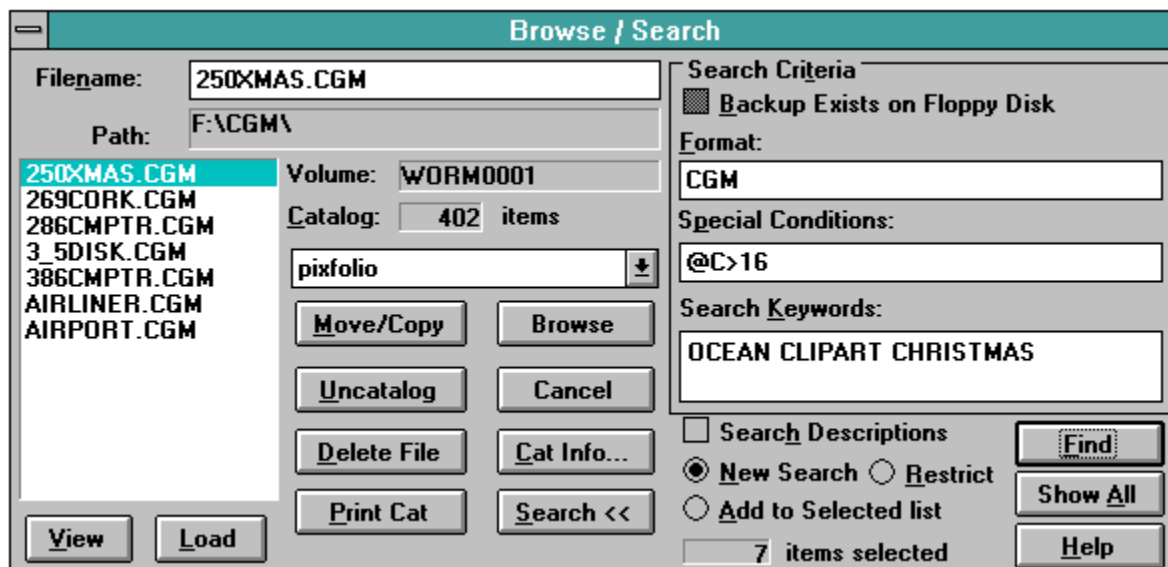 Browse / Search
Filename: 250XMAS.CGM
Path: F:\CGM\
250XMAS.CGM
269CORK.CGM
286CMPTR.CGM
3_5DISK.CGM
386CMPTR.CGM
AIRLINER.CGM
AIRPORT.CGM
View Load
Volume: WORM0001
Catalog: 402 items
pixfolio
Move/Copy Browse
Uncatalog Cancel
Delete File Cat Info...
Print Cat Search <<
Search Criteria
Backup Exists on Floppy Disk
Format:
CGM
Special Conditions:
@C>16
Search Keywords:
OCEAN CLIPART CHRISTMAS
Search Descriptions
New Search Restrict
Add to Selected list
7 items selected
Find
Show All
Help